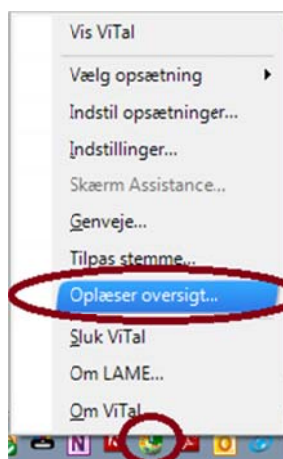 Vis ViTal
Vælg opsætning
Indstil opsætninger...
Indstillinger...
Skærm Assistance...
Genveje...
Tilpas stemme...
Oplæser oversigt...
Sluk ViTal
Om LAME...
Om ViTal...
N